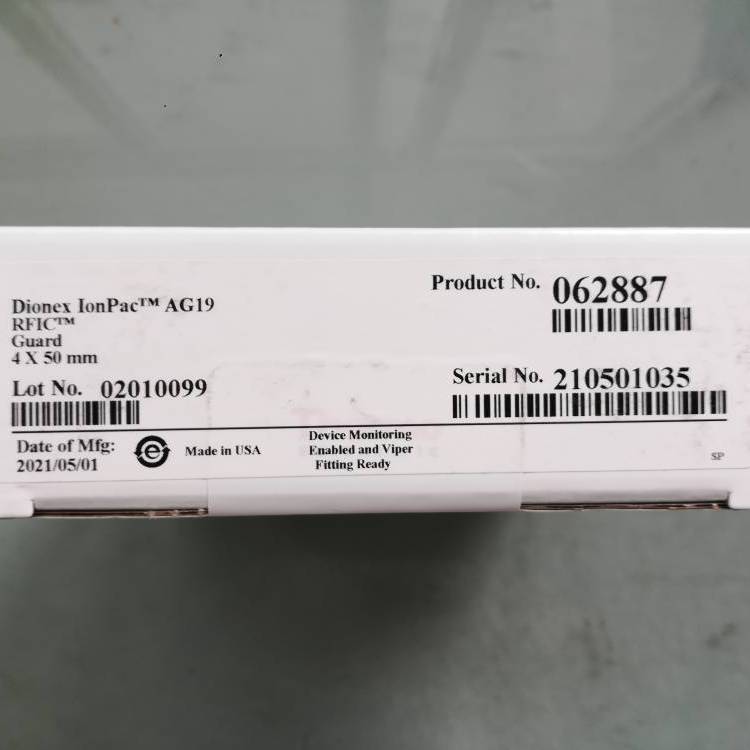 Dionex IonPac™ AG19
RFIC™
Guard
4 X 50 mm
Lot No. 02010099
Product No. 062887
Serial No. 210501035
Date of Mfg:
2021/05/01
e
Made in USA
Device Monitoring
Enabled and Viper
Fitting Ready
SP